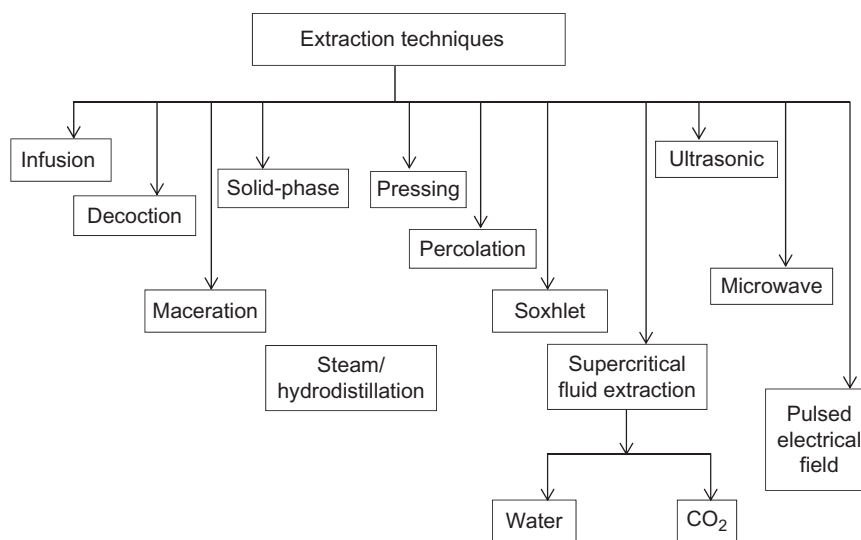 Extraction techniques
Infusion
Ultrasonic
Solid-phase
Pressing
Decoction
Percolation
Microwave
Maceration
Soxhlet
Steam/
hydrodistillation
Supercritical
fluid extraction
Pulsed
electrical
field
Water
CO₂